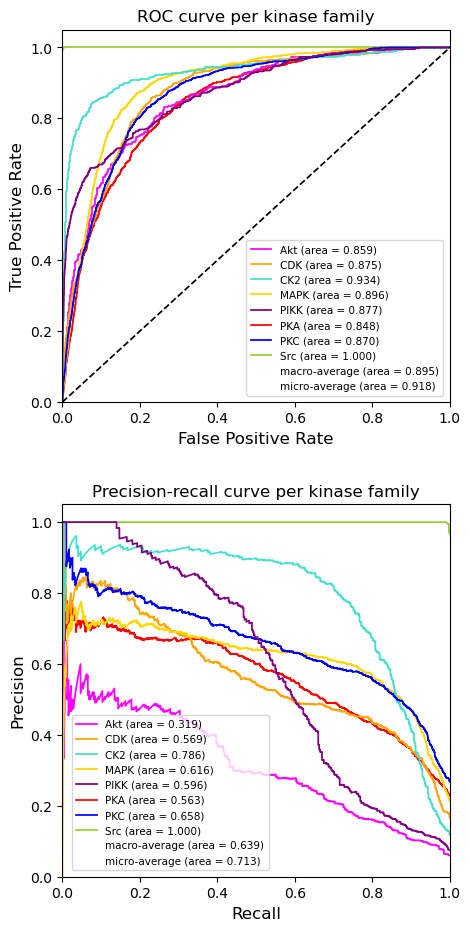 ROC curve per kinase family
True Positive Rate
1.0
0.8
0.6
0.4
0.2
0.0
Akt (area = 0.859)
CDK (area = 0.875)
CK2 (area = 0.934)
MAPK (area = 0.896)
PIKK (area = 0.877)
PKA (area = 0.848)
PKC (area = 0.870)
Src (area = 1.000)
macro-average (area = 0.895)
micro-average (area = 0.918)
0.0 0.2 0.4 0.6 0.8 1.0
False Positive Rate
Precision-recall curve per kinase family
Precision
1.0
0.8
0.6
0.4
0.2
0.0
Akt (area = 0.319)
CDK (area = 0.569)
CK2 (area = 0.786)
MAPK (area = 0.616)
PIKK (area = 0.596)
PKA (area = 0.563)
PKC (area = 0.658)
Src (area = 1.000)
macro-average (area = 0.639)
micro-average (area = 0.713)
0.0 0.2 0.4 0.6 0.8 1.0
Recall